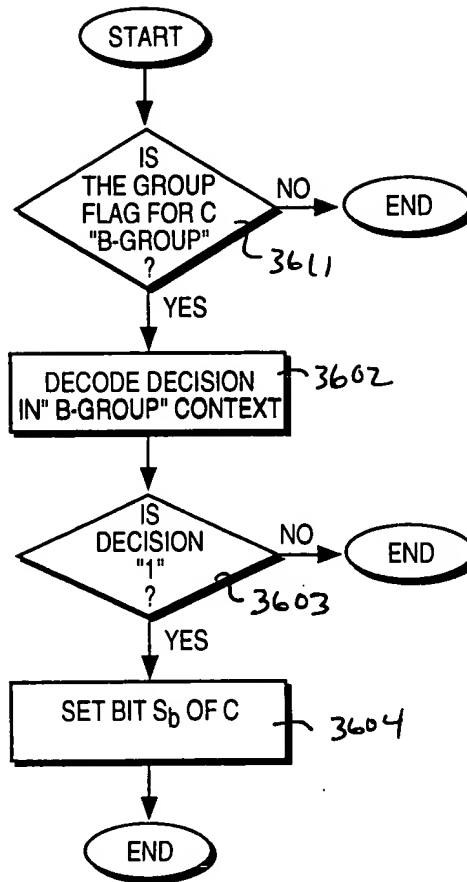 START
IS
THE GROUP
FLAG FOR C
"B-GROUP"
?
NO
END
3611
YES
DECODE DECISION
IN" B-GROUP" CONTEXT
3602
IS
DECISION
"1"
?
NO
END
3603
YES
SET BIT Sb OF C
3604
END